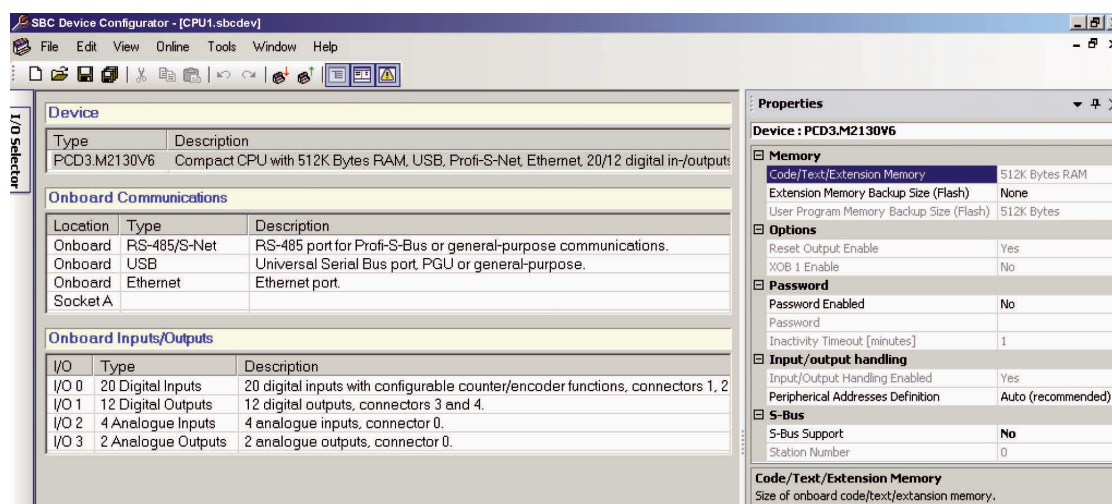 SBC Device Configurator - [CPU1.sbcdev]
File Edit View Online Tools Window Help
I/O Selector
Device
Type Description
PCD3.M2130V6 Compact CPU with 512K Bytes RAM, USB, Profi-S-Net, Ethernet, 20/12 digital in-/outputs
Onboard Communications
Location Type Description
Onboard RS-485/S-Net RS-485 port for Profi-S-Bus or general-purpose communications.
Onboard USB Universal Serial Bus port, PGU or general-purpose.
Onboard Ethernet Ethernet port.
Socket A
Onboard Inputs/Outputs
I/O Type Description
I/O 0 20 Digital Inputs 20 digital inputs with configurable counter/encoder functions, connectors 1, 2
I/O 1 12 Digital Outputs 12 digital outputs, connectors 3 and 4.
I/O 2 4 Analogue Inputs 4 analogue inputs, connector 0.
I/O 3 2 Analogue Outputs 2 analogue outputs, connector 0.
Properties
Device : PCD3.M2130V6
Memory
Code/Text/Extension Memory 512K Bytes RAM
Extension Memory Backup Size (Flash) None
User Program Memory Backup Size (Flash) 512K Bytes
Options
Reset Output Enable Yes
XOB 1 Enable No
Password
Password Enabled No
Password
Inactivity Timeout [minutes] 1
Input/output handling
Input/Output Handling Enabled Yes
Peripherical Addresses Definition Auto (recommended)
S-Bus
S-Bus Support No
Station Number 0
Code/Text/Extension Memory
Size of onboard code/text/extansion memory.